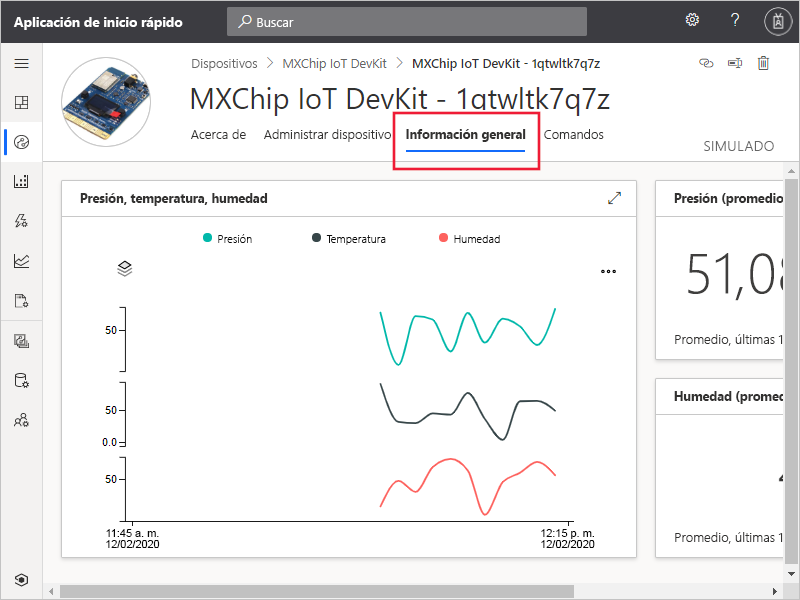 Aplicación de inicio rápido
Buscar
?
Dispositivos > MXChip IoT DevKit > MXChip IoT DevKit - 1qtwltk7q7z
MXChip IoT DevKit - 1qtwltk7q7z
Acerca de Administrar dispositivo Información general Comandos
SIMULADO
Presión, temperatura, humedad
Presión Temperatura Humedad
50
50
0.0
50
11:45 a. m.
12/02/2020
12:15 p. m.
12/02/2020
Presión (promedio
51,08
Promedio, últimas 1
Humedad (promed
Promedio, últimas 1